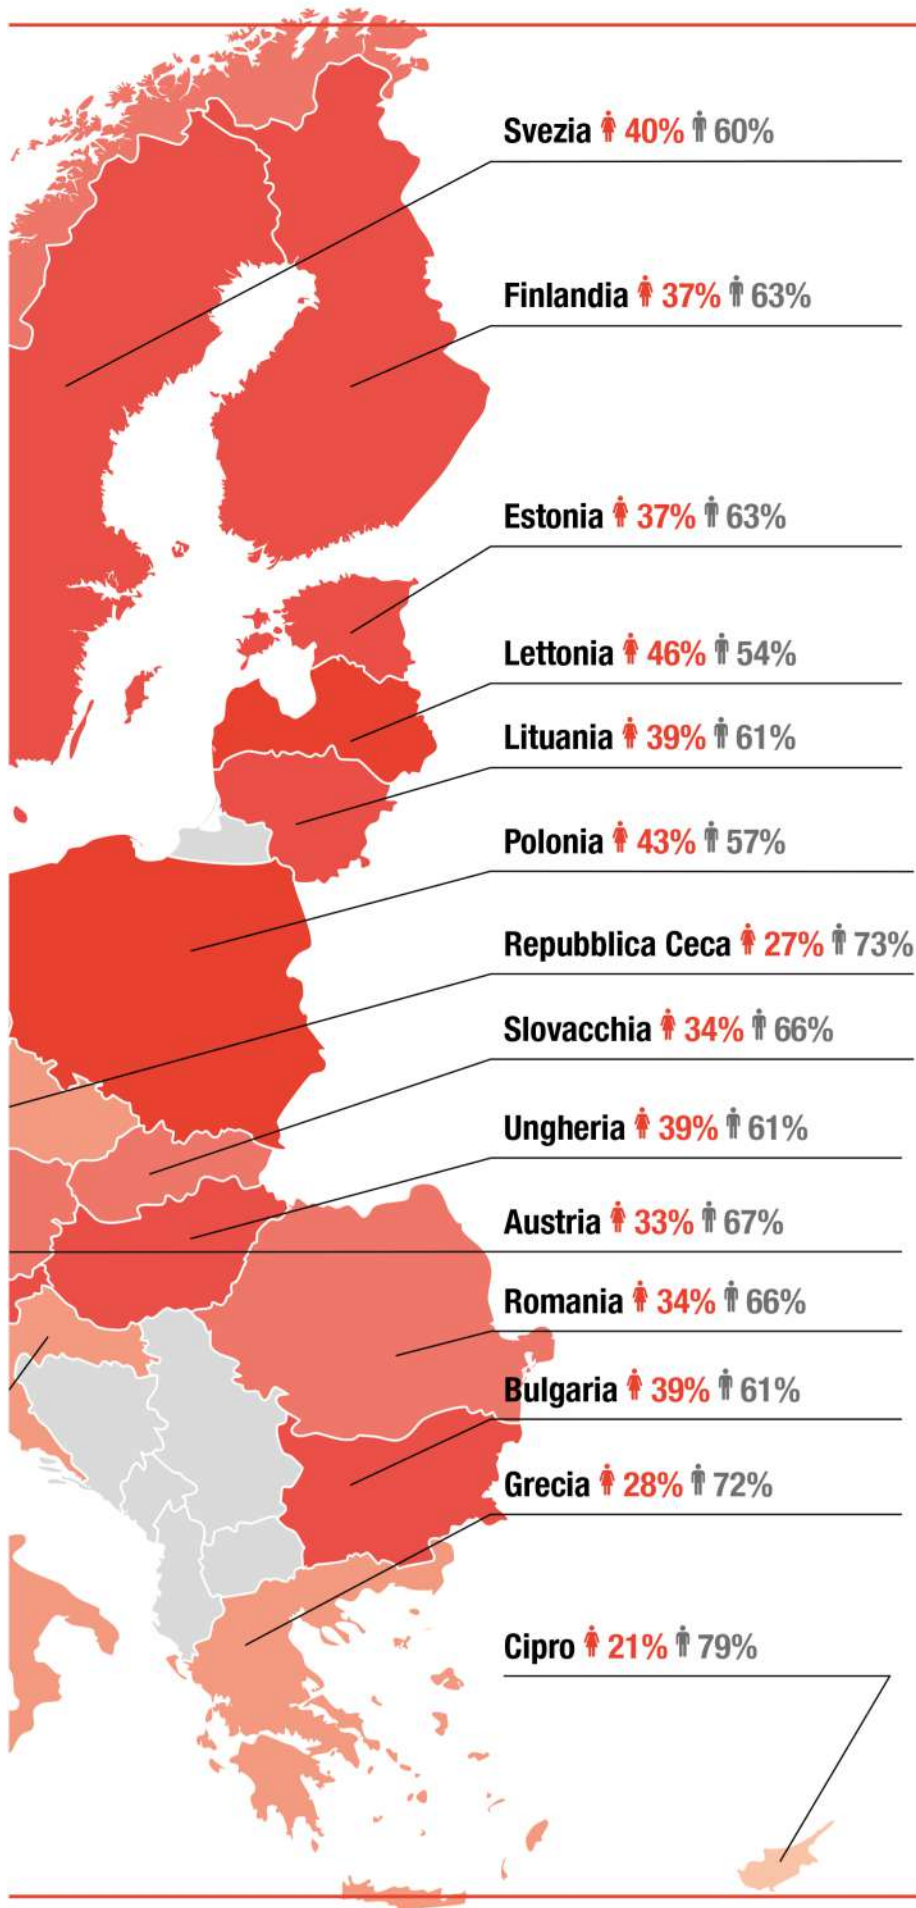 Svezia 40% 60%
Finlandia 37% 63%
Estonia 37% 63%
Lettonia 46% 54%
Lituania 39% 61%
Polonia 43% 57%
Repubblica Ceca 27% 73%
Slovacchia 34% 66%
Ungheria 39% 61%
Austria 33% 67%
Romania 34% 66%
Bulgaria 39% 61%
Grecia 28% 72%
Cipro 21% 79%